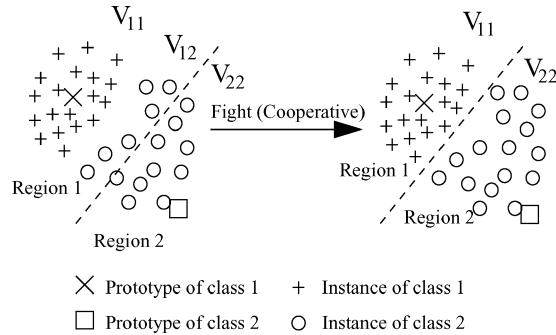 V11
V11
V12
V22
V22
Fight (Cooperative)
Region 1
Region 1
Region 2
Region 2
Prototype of class 1
Instance of class 1
Prototype of class 2
Instance of class 2